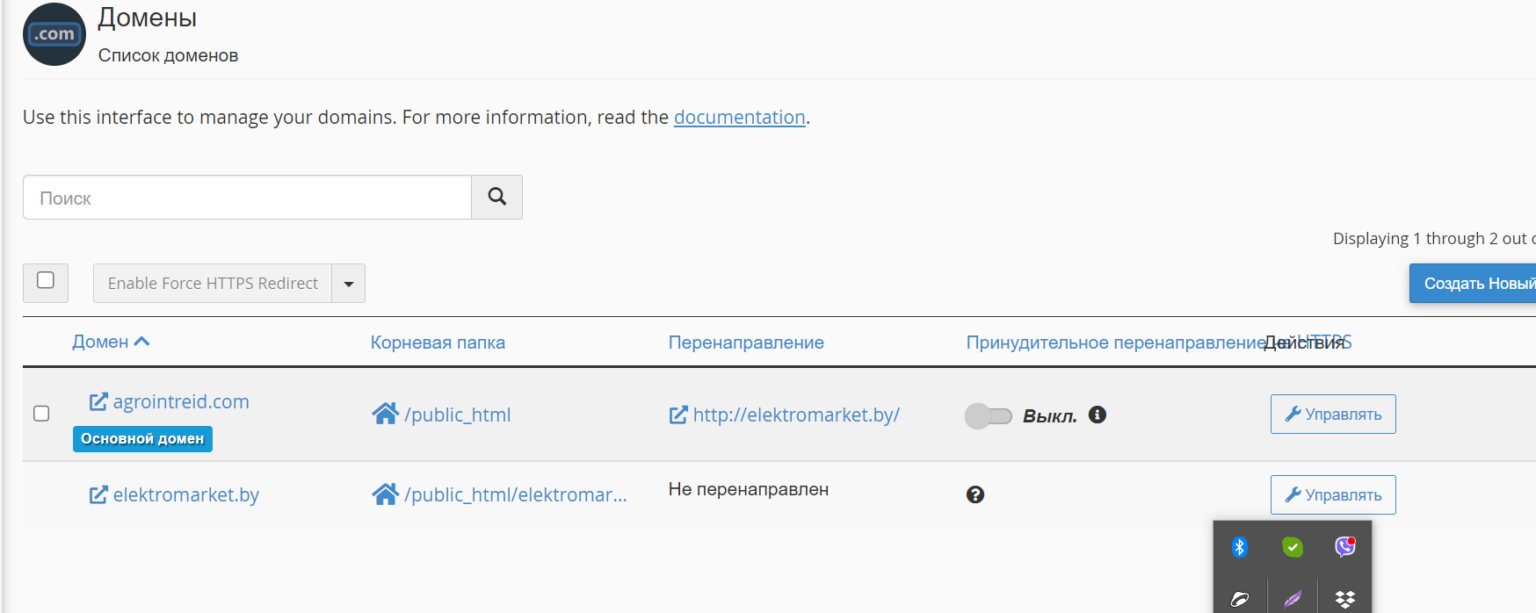 .com
Домены
Список доменов
Use this interface to manage your domains. For more information, read the documentation.
Поиск
Displaying 1 through 2 out
Enable Force HTTPS Redirect
Создать Новый
Домен Корневая папка Перенаправление Принудительное перенаправление на HTTPS Действия
agrointreid.com /public_html http://elektromarket.by/ Выкл. Управлять
Основной домен
elektromarket.by /public_html/elektromar... Не перенаправлен Управлять